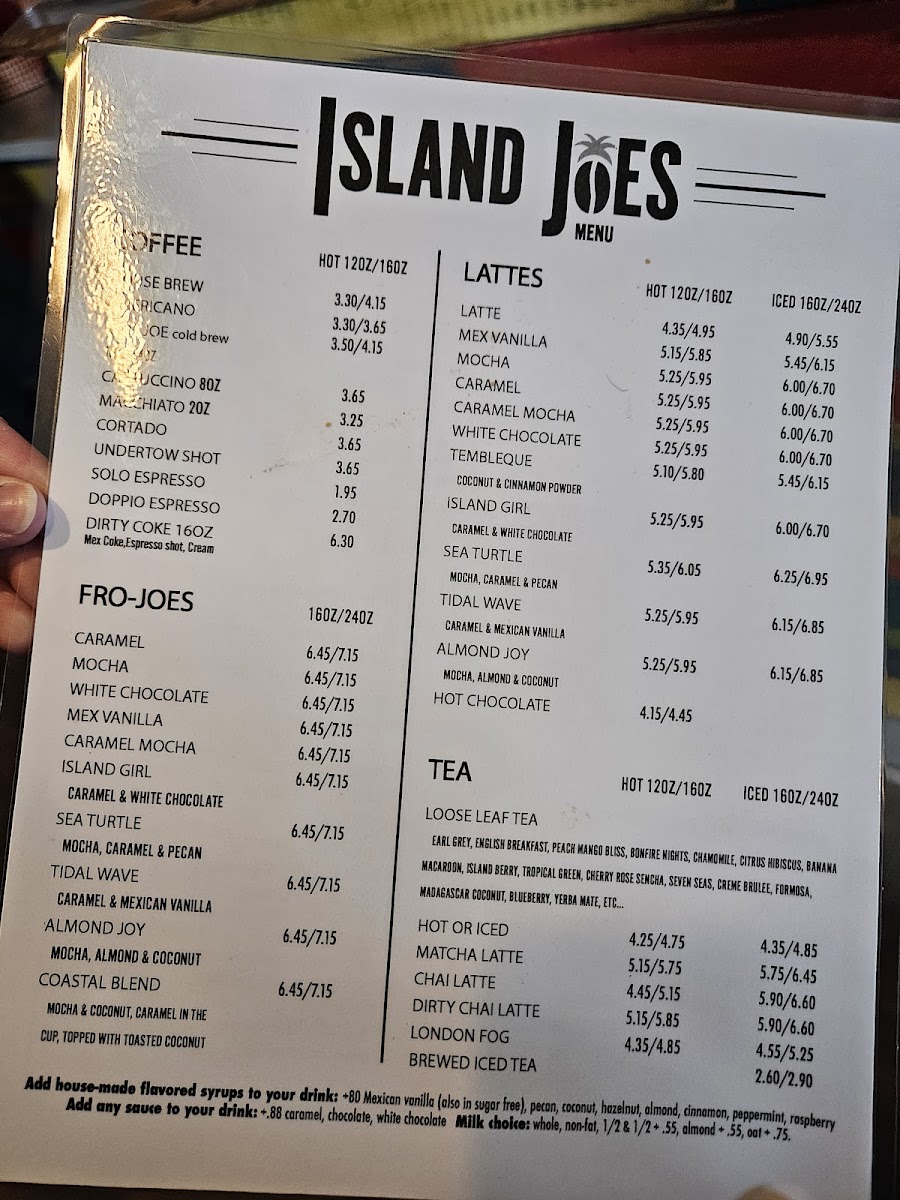 ISLAND JOES
MENU
HOT 12OZ/16OZ
BREW 3.30/4.15
3.30/3.65
JOE cold brew 3.50/4.15
CAPPUCCINO 8OZ 3.65
MACCHIATO 2OZ 3.25
CORTADO 3.65
UNDERTOW SHOT 3.65
SOLO ESPRESSO 1.95
DOPPIO ESPRESSO 2.70
DIRTY COKE 16OZ 6.30
Mex Coke,Espresso shot, Cream
FRO-JOES 16OZ/24OZ
CARAMEL 6.45/7.15
MOCHA 6.45/7.15
WHITE CHOCOLATE 6.45/7.15
MEX VANILLA 6.45/7.15
CARAMEL MOCHA 6.45/7.15
ISLAND GIRL 6.45/7.15
CARAMEL & WHITE CHOCOLATE
SEA TURTLE 6.45/7.15
MOCHA, CARAMEL & PECAN
TIDAL WAVE 6.45/7.15
CARAMEL & MEXICAN VANILLA
ALMOND JOY 6.45/7.15
MOCHA, ALMOND & COCONUT
COASTAL BLEND 6.45/7.15
MOCHA & COCONUT, CARAMEL IN THE
CUP, TOPPED WITH TOASTED COCONUT
LATTES HOT 12OZ/16OZ ICED 16OZ/24OZ
LATTE 4.35/4.95 4.90/5.55
MEX VANILLA 5.15/5.85 5.45/6.15
MOCHA 5.25/5.95 6.00/6.70
CARAMEL 5.25/5.95 6.00/6.70
CARAMEL MOCHA 5.25/5.95 6.00/6.70
WHITE CHOCOLATE 5.25/5.95 6.00/6.70
TEMBLEQUE 5.10/5.80 5.45/6.15
COCONUT & CINNAMON POWDER
ISLAND GIRL 5.25/5.95 6.00/6.70
CARAMEL & WHITE CHOCOLATE
SEA TURTLE 5.35/6.05 6.25/6.95
MOCHA, CARAMEL & PECAN
TIDAL WAVE 5.25/5.95 6.15/6.85
CARAMEL & MEXICAN VANILLA
ALMOND JOY 5.25/5.95 6.15/6.85
MOCHA, ALMOND & COCONUT
HOT CHOCOLATE 4.15/4.45
TEA HOT 12OZ/16OZ ICED 16OZ/24OZ
LOOSE LEAF TEA
EARL GREY, ENGLISH BREAKFAST, PEACH MANGO BLISS, BONFIRE NIGHTS, CHAMOMILE, CITRUS HIBISCUS, BANANA
MACAROON, ISLAND BERRY, TROPICAL GREEN, CHERRY ROSE SENCHA, SEVEN SEAS, CREME BRULEE, FORMOSA,
MADAGASCAR COCONUT, BLUEBERRY, YERBA MATE, ETC...
HOT OR ICED 4.25/4.75 4.35/4.85
MATCHA LATTE 5.15/5.75 5.75/6.45
CHAI LATTE 4.45/5.15 5.90/6.60
DIRTY CHAI LATTE 5.15/5.85 5.90/6.60
LONDON FOG 4.35/4.85 4.55/5.25
BREWED ICED TEA 2.60/2.90
Add house-made flavored syrups to your drink: +80 Mexican vanilla (also in sugar free), pecan, coconut, hazelnut, almond, cinnamon, peppermint, raspberry
Add any sauce to your drink: +.88 caramel, chocolate, white chocolate Milk choice: whole, non-fat, 1/2 & 1/2 + .55, almond + .55, oat + .75.